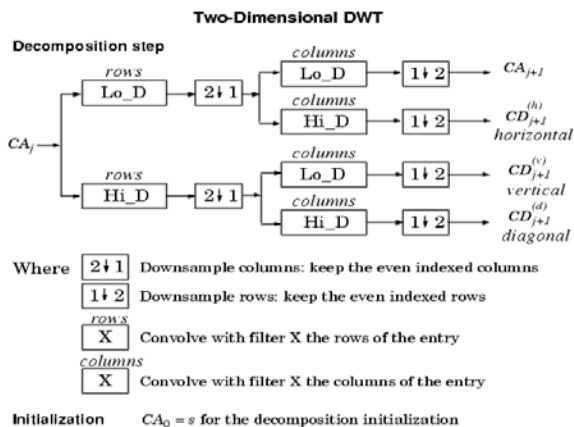 Two-Dimensional DWT
Decomposition step
rows
Lo_D
2↓1
columns
Lo_D
1↓2
CA_{j+1}
columns
Hi_D
1↓2
CD_{j+1}^{(h)}
horizontal
CA_j
rows
Hi_D
2↓1
columns
Lo_D
1↓2
CD_{j+1}^{(v)}
vertical
columns
Hi_D
1↓2
CD_{j+1}^{(d)}
diagonal
Where 2↓1 Downsample columns: keep the even indexed columns
1↓2 Downsample rows: keep the even indexed rows
rows
X Convolve with filter X the rows of the entry
columns
X Convolve with filter X the columns of the entry
Initialization CA_0 = s for the decomposition initialization